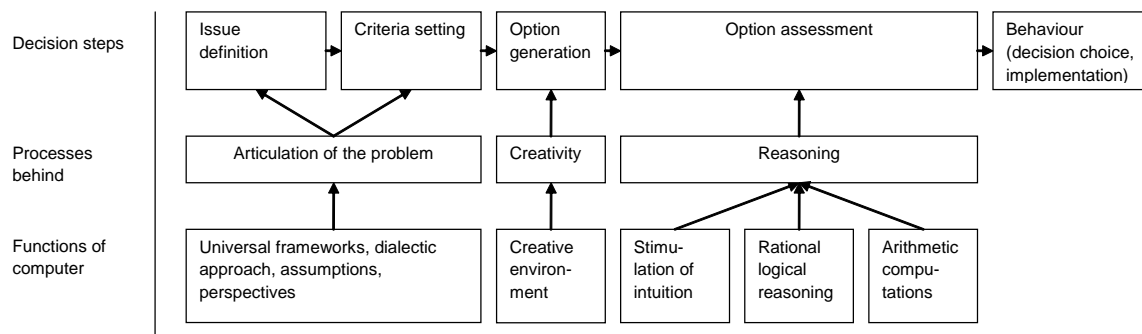 Decision steps
Issue
definition
Criteria setting
Option
generation
Option assessment
Behaviour
(decision choice,
implementation)
Processes
behind
Articulation of the problem
Creativity
Reasoning
Functions of
computer
Universal frameworks, dialectic
approach, assumptions,
perspectives
Creative
environ-
ment
Stimu-
lation of
intuition
Rational
logical
reasoning
Arithmetic
compu-
tations